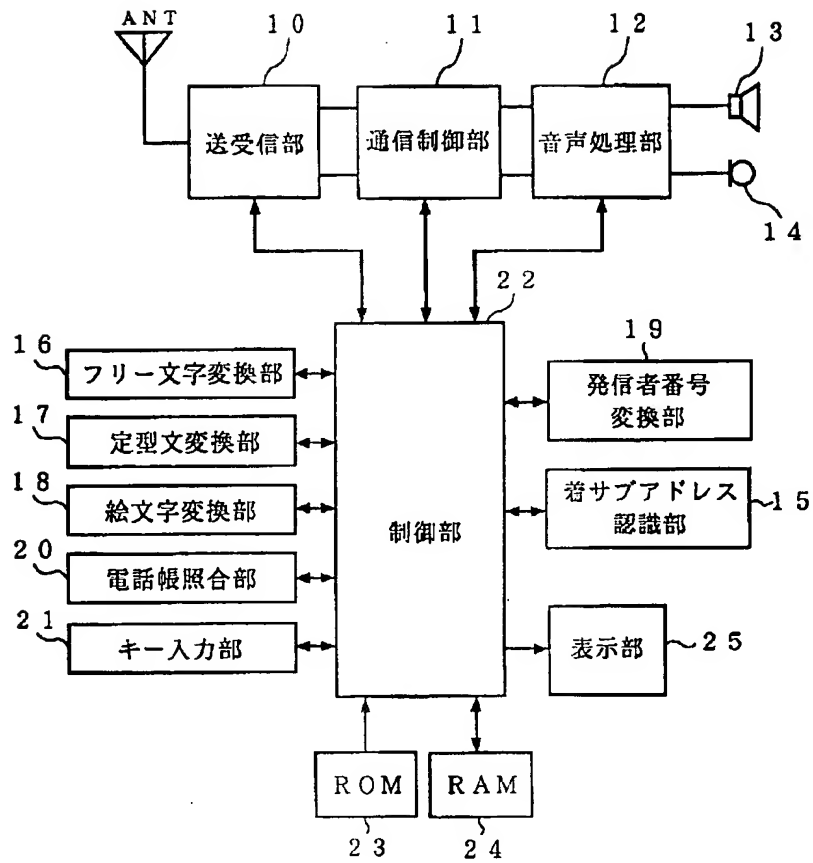 ANT
10
11
12
13
送受信部
通信制御部
音声処理部
14
22
16
フリー文字変換部
17
定型文変換部
18
絵文字変換部
20
電話帳照合部
21
キー入力部
制御部
19
発信者番号
変換部
着サブアドレス
認識部
15
表示部
25
ROM
RAM
23
24